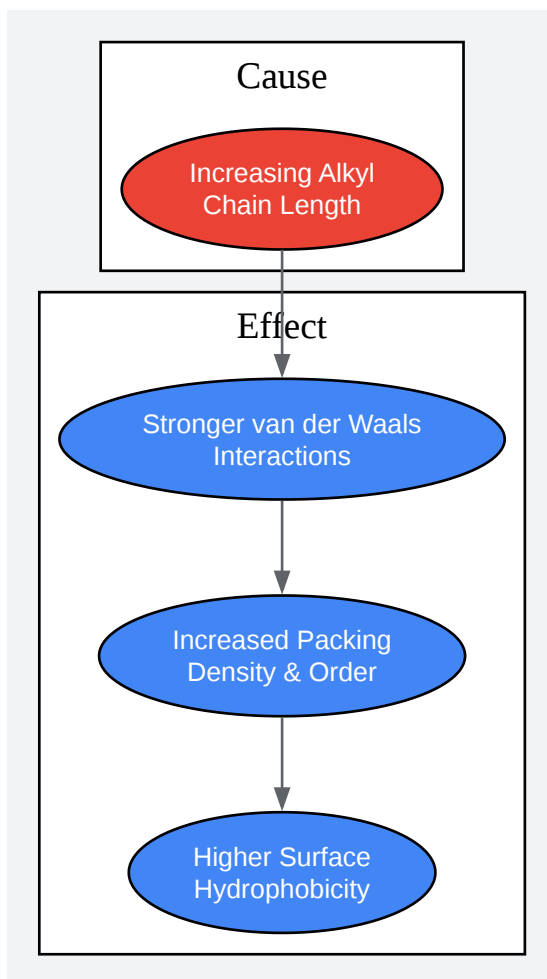 Cause
Increasing Alkyl
Chain Length
Effect
Stronger van der Waals
Interactions
Increased Packing
Density & Order
Higher Surface
Hydrophobicity